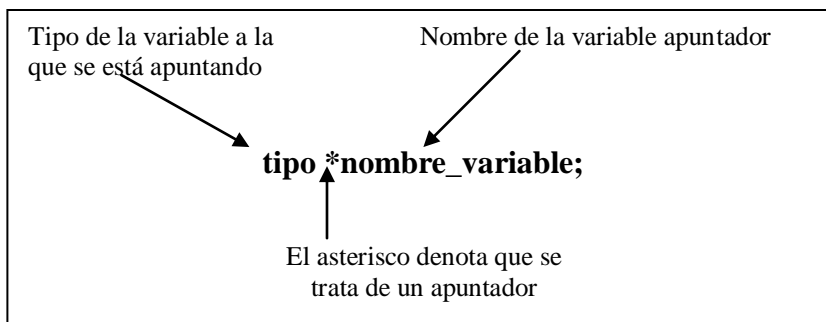 Tipo de la variable a la
que se está apuntando
Nombre de la variable apuntador
tipo *nombre_variable;
El asterisco denota que se
trata de un apuntador